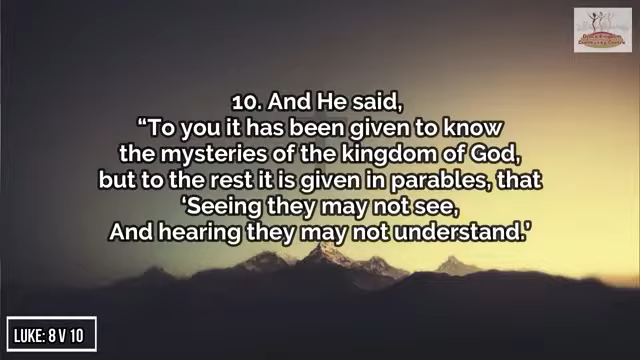 10. And He said,
“To you it has been given to know
the mysteries of the kingdom of God,
but to the rest it is given in parables, that
‘Seeing they may not see,
And hearing they may not understand.’
LUKE: 8 V 10